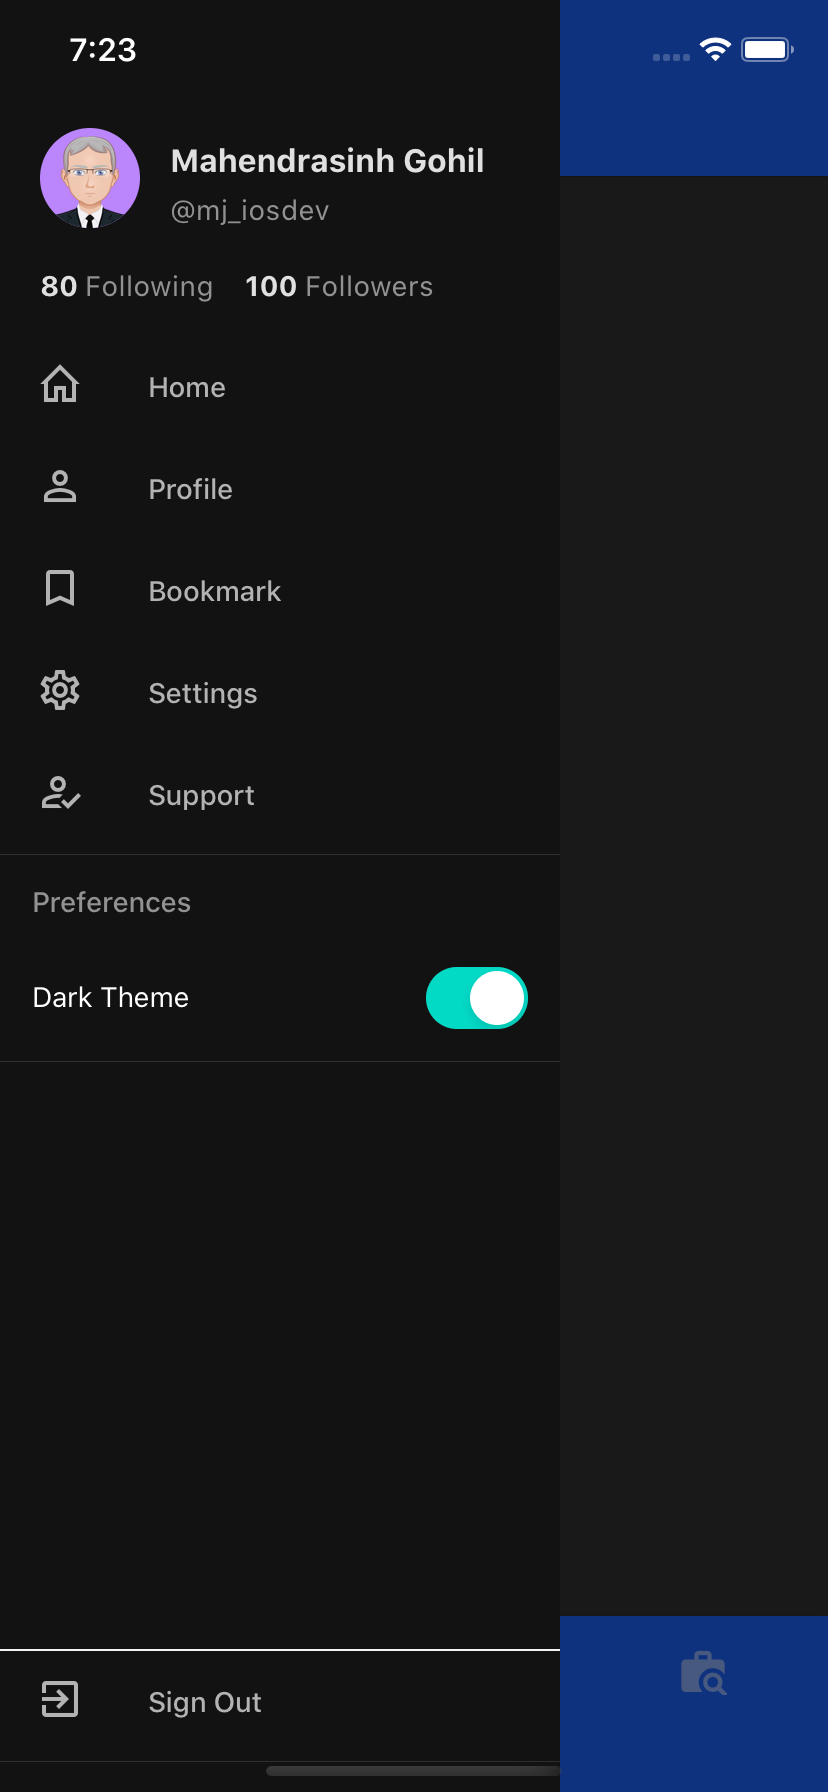 7:23
Mahendrasinh Gohil
@mj_iosdev
80 Following 100 Followers
Home
Profile
Bookmark
Settings
Support
Preferences
Dark Theme
Sign Out